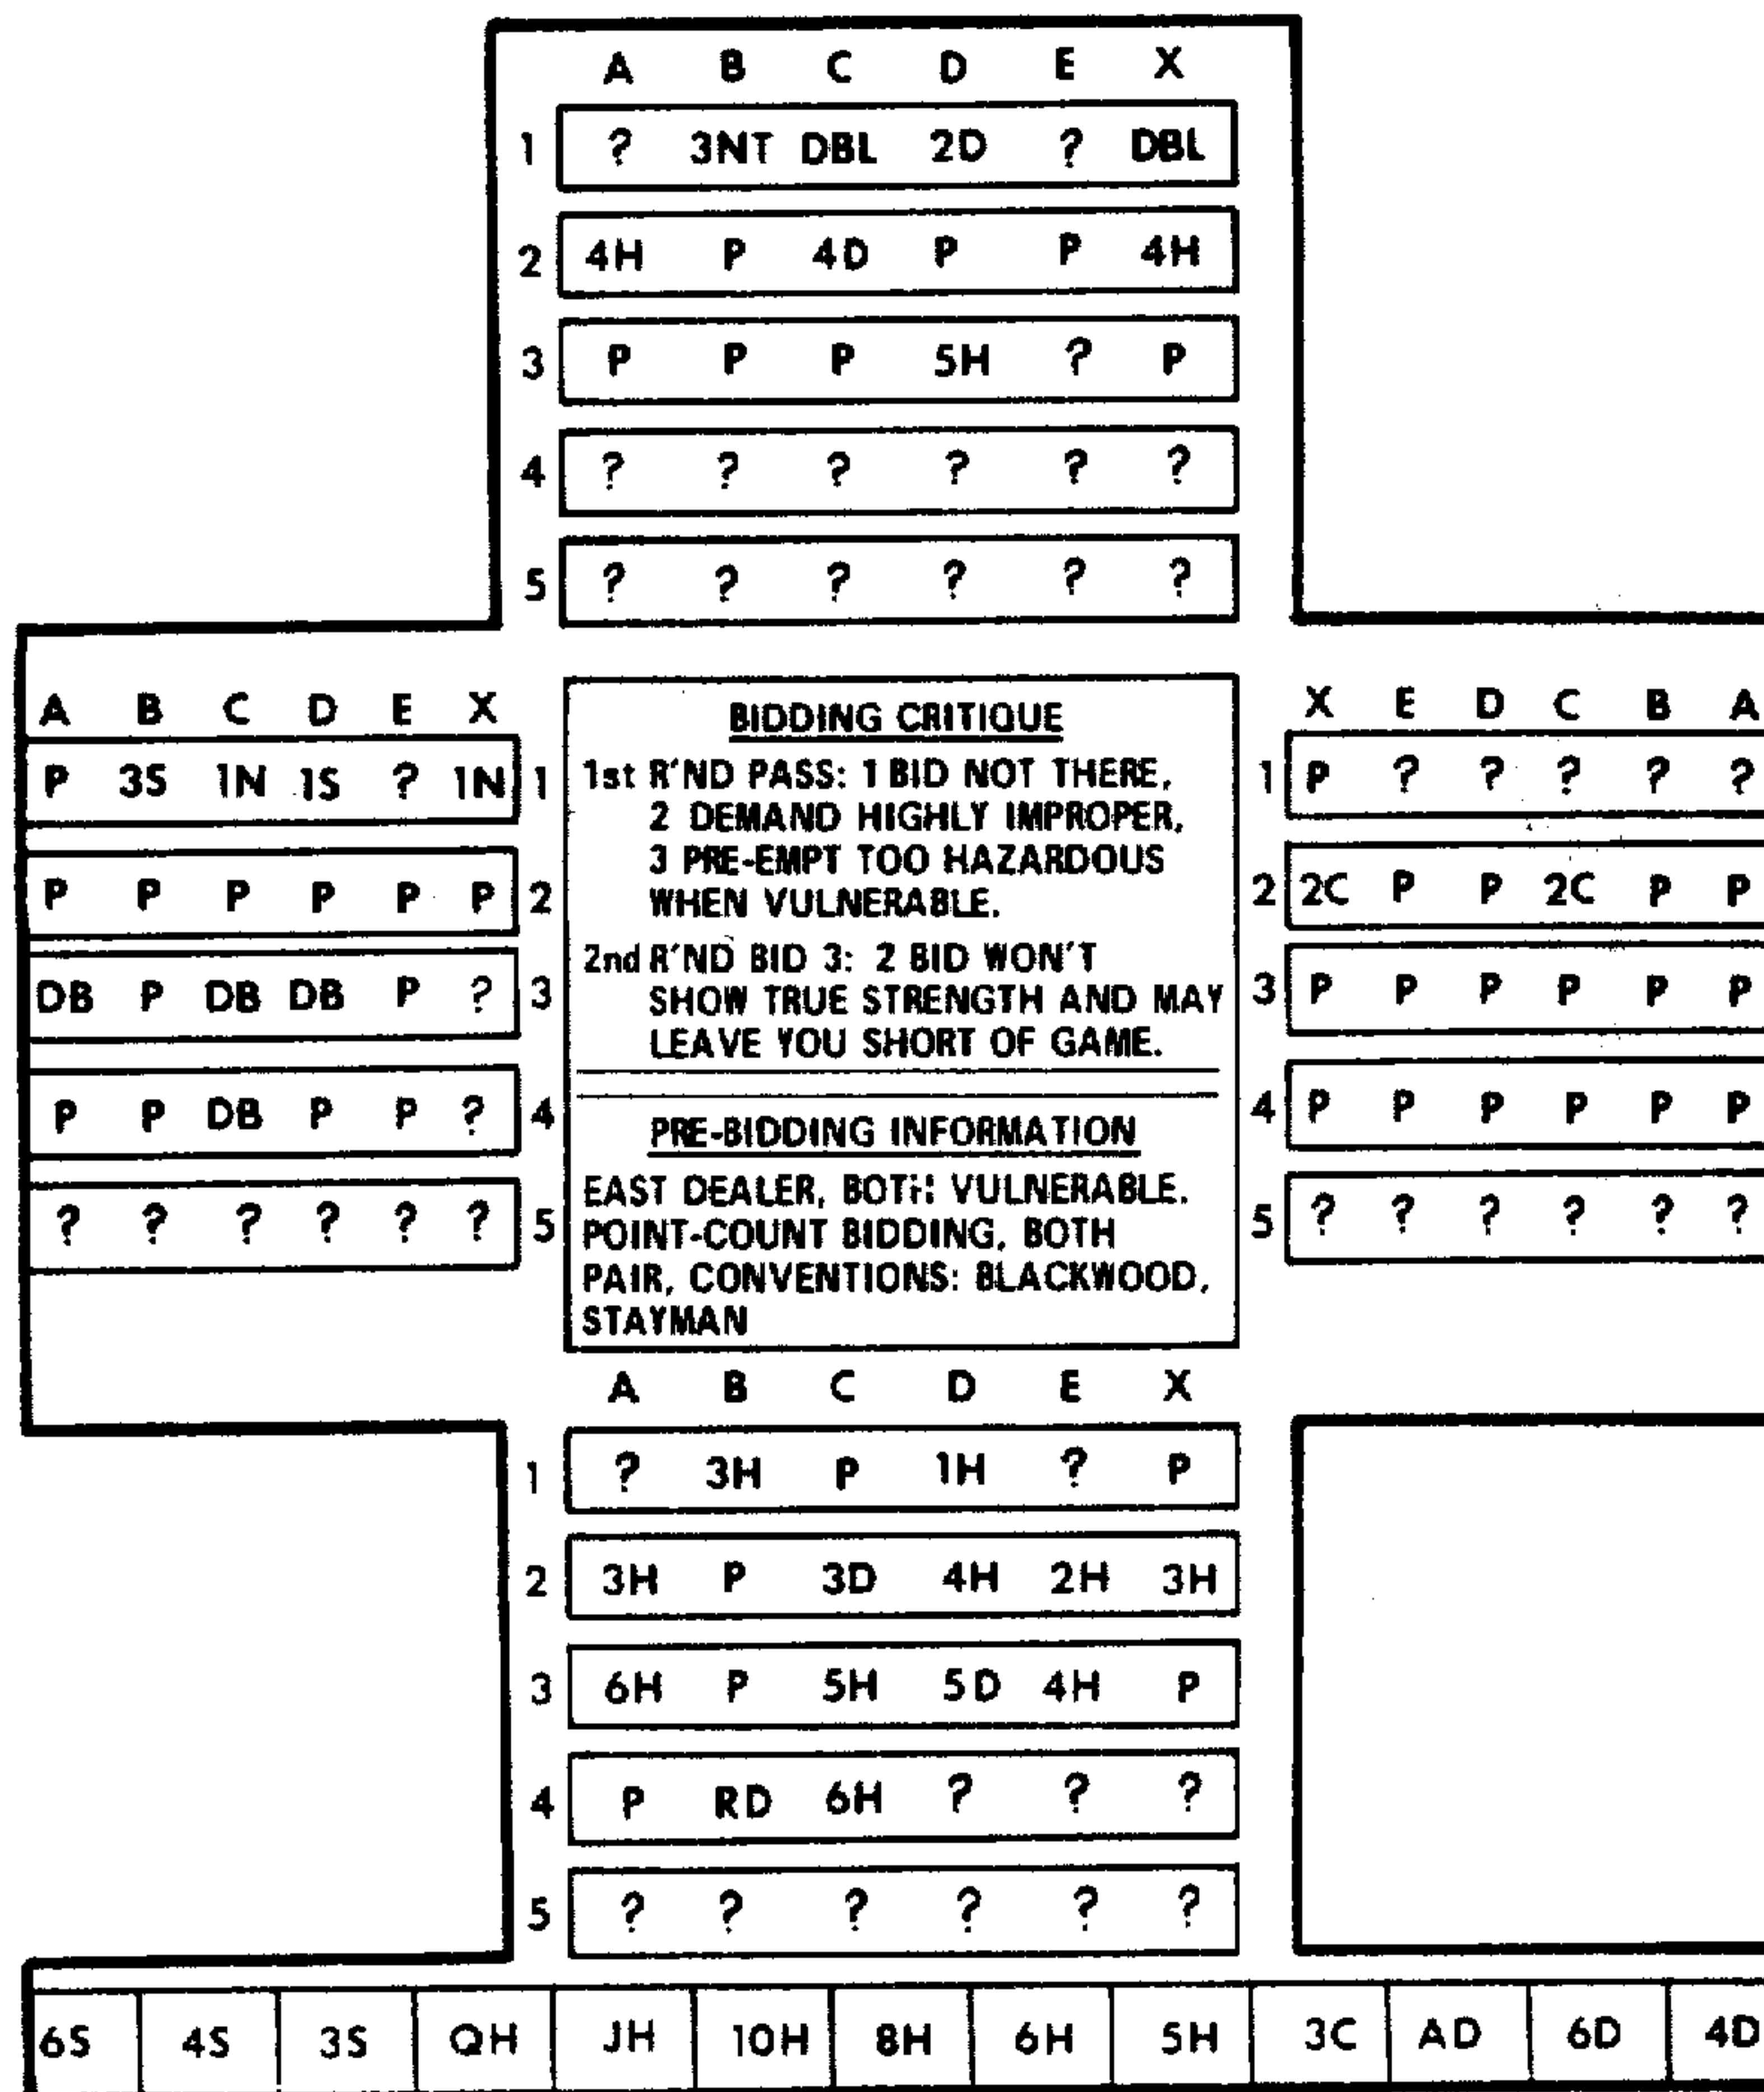 A B C D E X
1 ? 3NT DBL 2D ? DBL
2 4H P 4D P P 4H
3 P P P 5H ? P
4 ? ? ? ? ? ?
5 ? ? ? ? ? ?
A B C D E X
P 3S 1N 1S ? 1N 1
P P P P P P 2
DB P DB DB P ? 3
P P DB P P ? 4
? ? ? ? ? ? 5
BIDDING CRITIQUE
1st R'ND PASS: 1 BID NOT THERE,
2 DEMAND HIGHLY IMPROPER,
3 PRE-EMPT TOO HAZARDOUS
WHEN VULNERABLE.
2nd R'ND BID 3: 2 BID WON'T
SHOW TRUE STRENGTH AND MAY
LEAVE YOU SHORT OF GAME.
PRE-BIDDING INFORMATION
EAST DEALER, BOTH VULNERABLE.
POINT-COUNT BIDDING, BOTH
PAIR, CONVENTIONS: BLACKWOOD,
STAYMAN
X E D C B A
1 P ? ? ? ? ?
2 2C P P 2C P P
3 P P P P P P
4 P P P P P P
5 ? ? ? ? ? ?
A B C D E X
1 ? 3H P 1H ? P
2 3H P 3D 4H 2H 3H
3 6H P 5H 5D 4H P
4 P RD 6H ? ? ?
5 ? ? ? ? ? ?
6S 4S 3S QH JH 10H 8H 6H 5H 3C AD 6D 4D